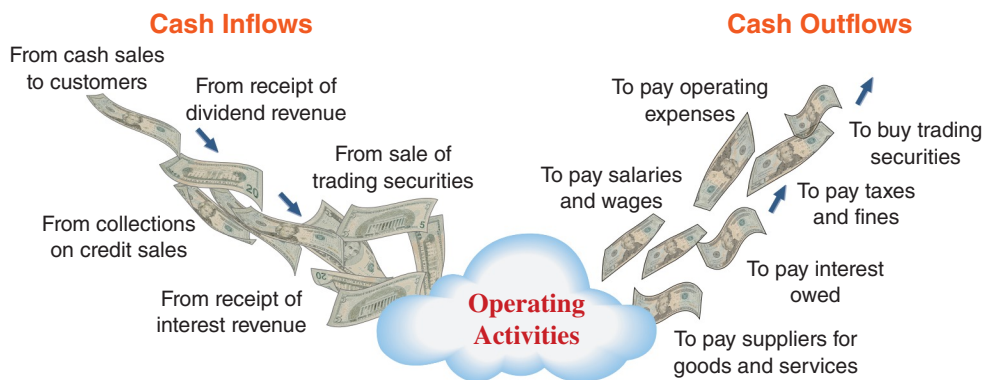 Cash Inflows
From cash sales
to customers
From receipt of
dividend revenue
From sale of
trading securities
From collections
on credit sales
From receipt of
interest revenue
20
20
5
Operating
Activities
Cash Outflows
To pay operating
expenses
To buy trading
securities
To pay salaries
and wages
To pay taxes
and fines
To pay interest
owed
To pay suppliers for
goods and services